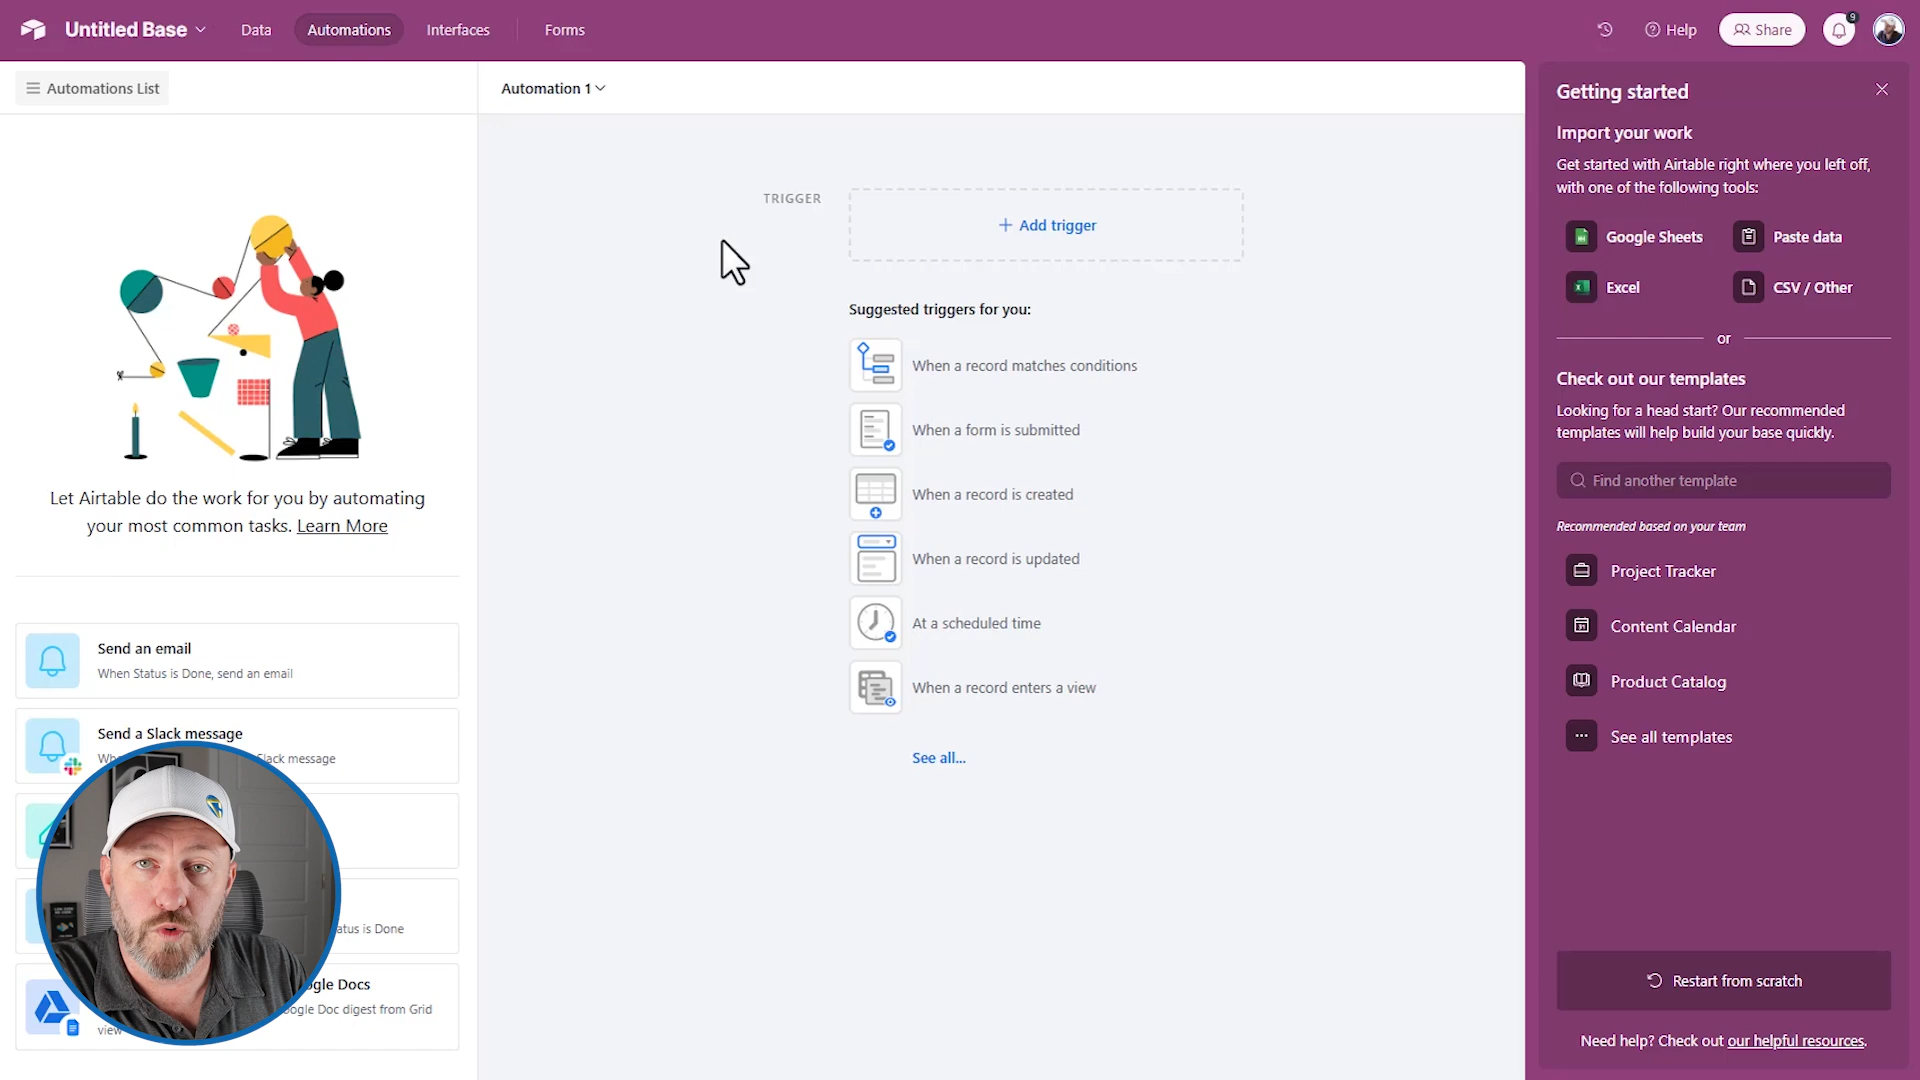 Untitled Base
Data
Automations
Interfaces
Forms
Help
Share
9
Automations List
Automation 1
Let Airtable do the work for you by automating
your most common tasks. Learn More
Send an email
When Status is Done, send an email
Send a Slack message
Slack message
atus is Done
ogle Docs
oogle Doc digest from Grid
view
TRIGGER
+ Add trigger
Suggested triggers for you:
When a record matches conditions
When a form is submitted
When a record is created
When a record is updated
At a scheduled time
When a record enters a view
See all...
Getting started
Import your work
Get started with Airtable right where you left off,
with one of the following tools:
Google Sheets
Paste data
Excel
CSV / Other
or
Check out our templates
Looking for a head start? Our recommended
templates will help build your base quickly.
Find another template
Recommended based on your team
Project Tracker
Content Calendar
Product Catalog
See all templates
Restart from scratch
Need help? Check out our helpful resources.